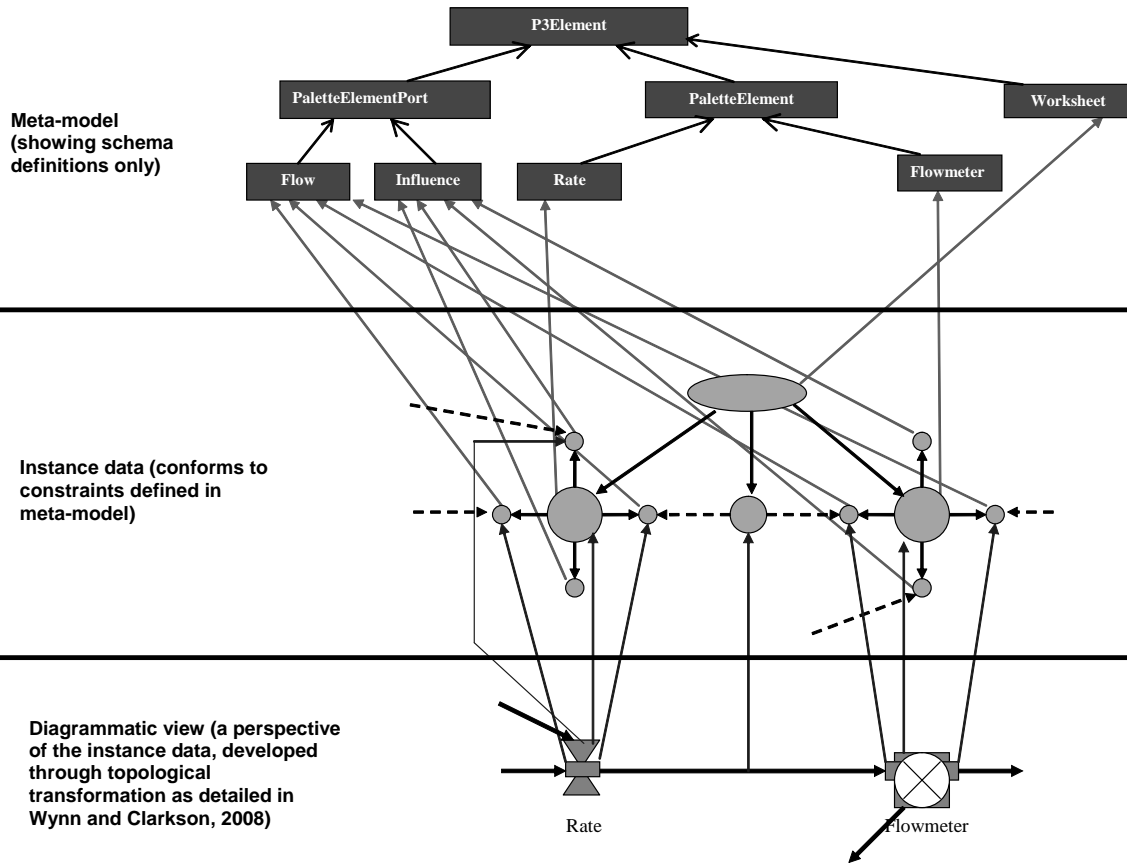 P3Element
PaletteElementPort
PaletteElement
Worksheet
Meta-model
(showing schema
definitions only)
Flow
Influence
Rate
Flowmeter
Instance data (conforms to
constraints defined in
meta-model)
Diagrammatic view (a perspective
of the instance data, developed
through topological
transformation as detailed in
Wynn and Clarkson, 2008)
Rate
Flowmeter